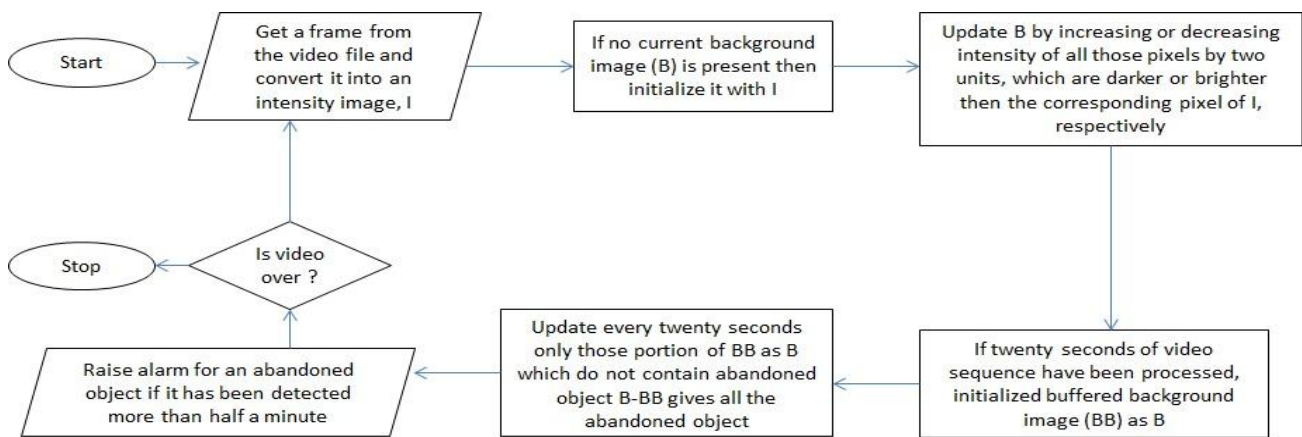 Start
Get a frame from
the video file and
convert it into an
intensity image, I
If no current background
image (B) is present then
initialize it with I
Update B by increasing or decreasing
intensity of all those pixels by two
units, which are darker or brighter
then the corresponding pixel of I,
respectively
If twenty seconds of video
sequence have been processed,
initialized buffered background
image (BB) as B
Update every twenty seconds
only those portion of BB as B
which do not contain abandoned
object B-BB gives all the
abandoned object
Raise alarm for an abandoned
object if it has been detected
more than half a minute
Is video
over ?
Stop